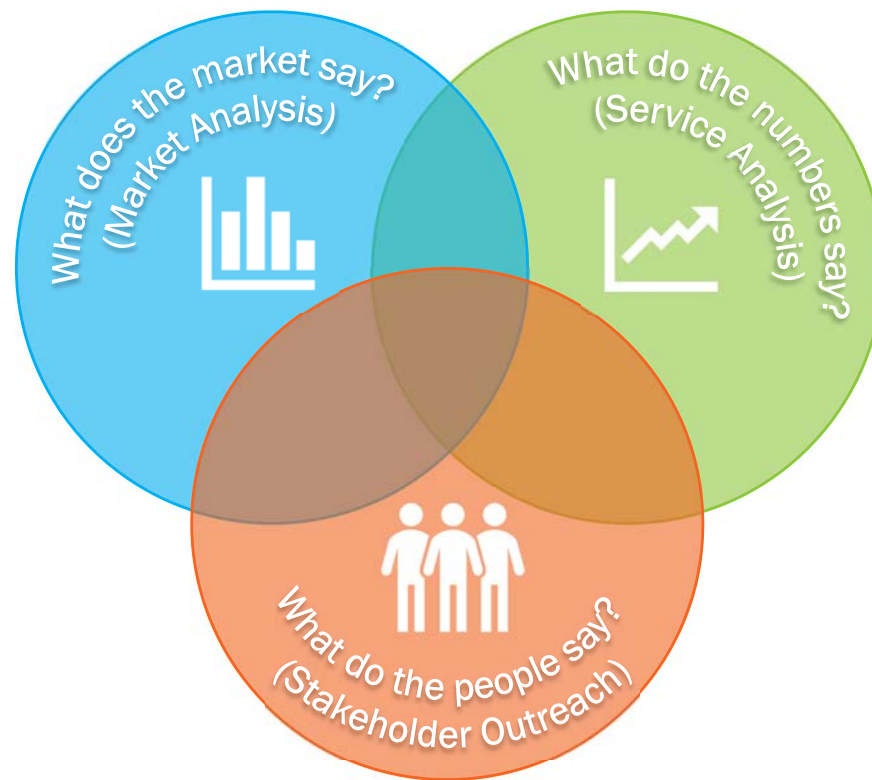 What does the market say?
(Market Analysis)
What do the numbers say?
(Service Analysis)
What do the people say?
(Stakeholder Outreach)